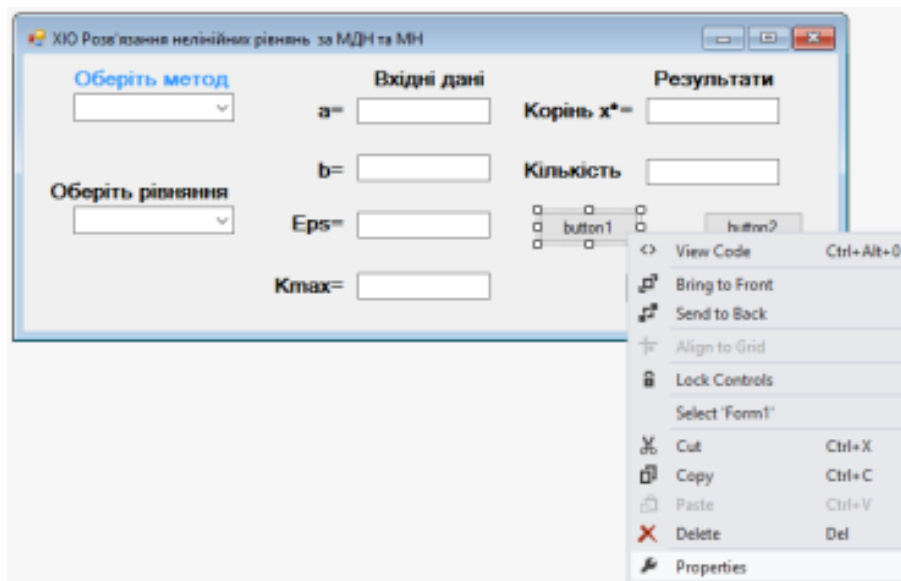 ХІО Розв'язання нелінійних рівнянь за МДН та МН
Оберіть метод
Вхідні дані
Результати
a=
Корінь x*=
b=
Кількість
Оберіть рівняння
Eps=
button1
button2
Kmax=
View Code Ctrl+Alt+0
Bring to Front
Send to Back
Align to Grid
Lock Controls
Select 'Form1'
Cut Ctrl+X
Copy Ctrl+C
Paste Ctrl+V
Delete Del
Properties